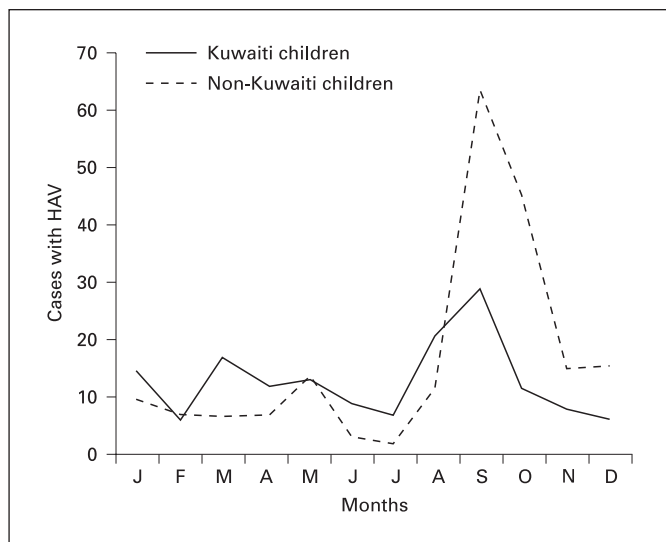 Kuwaiti children
Non-Kuwaiti children
70
60
50
40
30
20
10
0
Cases with HAV
J F M A M J J A S O N D
Months